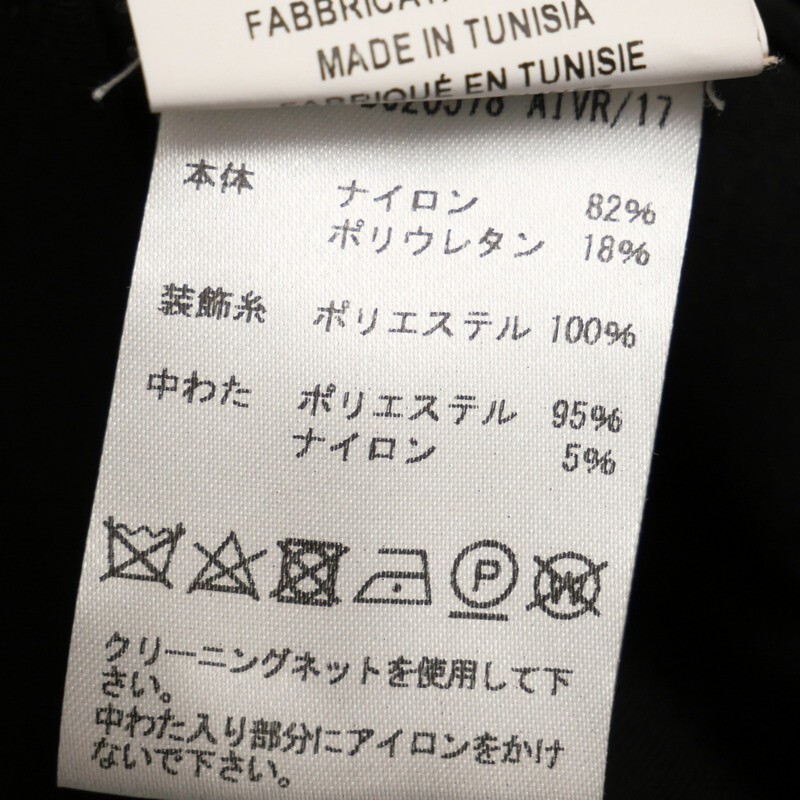 MADE IN TUNISIA
EN TUNISIE
AIVR/17
本体 ナイロン 82%
ポリウレタン 18%
装飾糸 ポリエステル 100%
中わた ポリエステル 95%
ナイロン 5%
P W
クリーニングネットを使用して下
さい。
中わた入り部分にアイロンをかけ
ないで下さい。